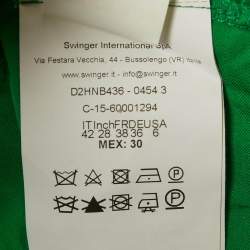 Swinger International S.p.A.
Via Festara Vecchia, 44 - Bussolengo (VR) Italia
www.swinger.it - info@swinger.it
D2HNB436 - 0454 3
C-15-60001294
ITInchFRDEUSA
42 28 38 36 6
MEX: 30
P
P